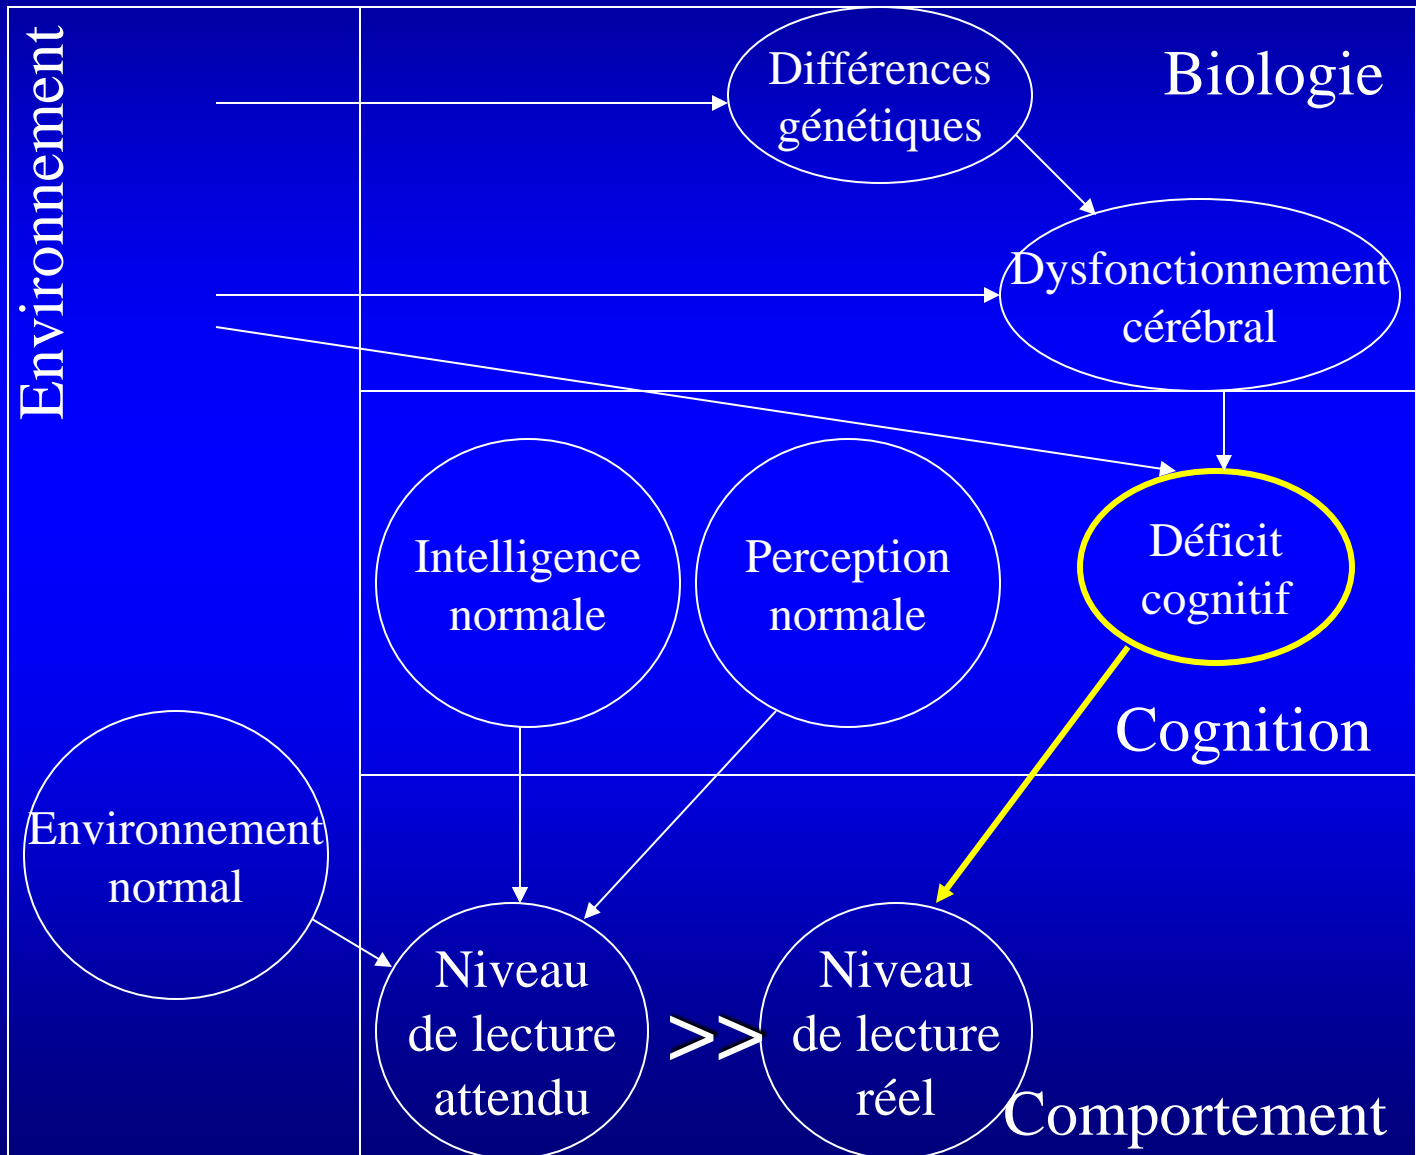 Environnement
Différences
génétiques
Biologie
Dysfonctionnement
cérébral
Intelligence
normale
Perception
normale
Déficit
cognitif
Cognition
Environnement
normal
Niveau
de lecture
attendu
>>
Niveau
de lecture
réel
Comportement